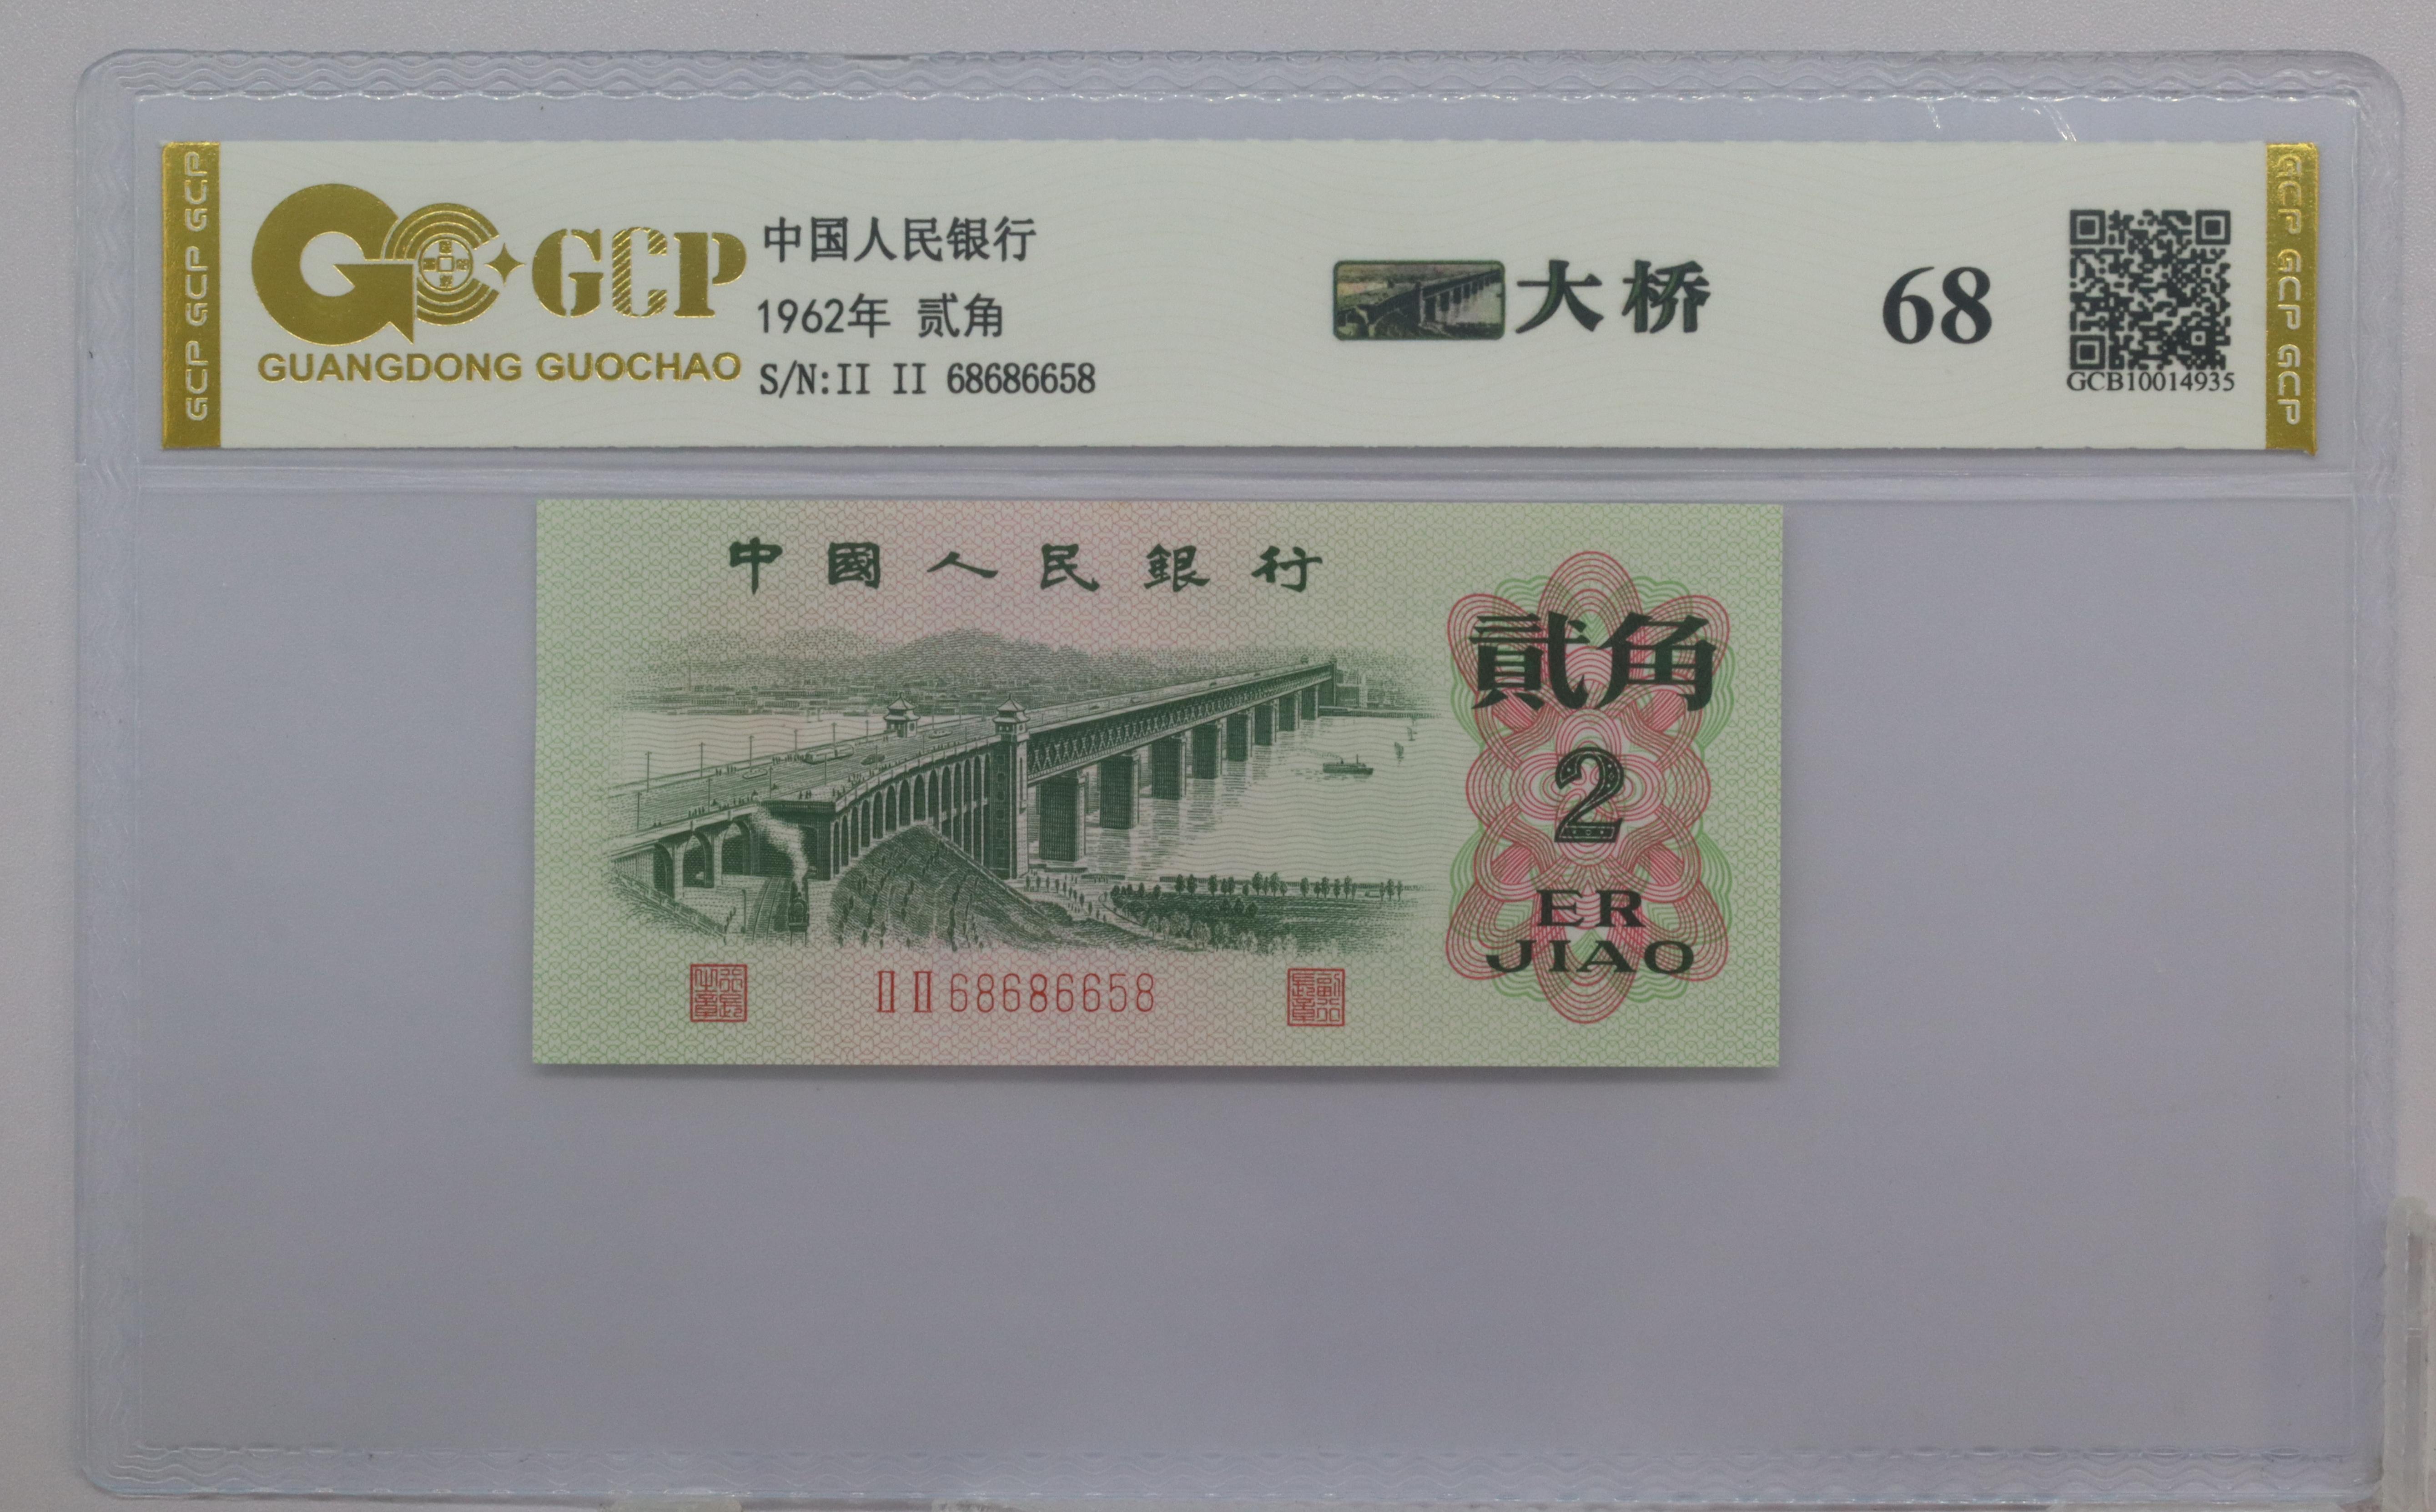 GCP GCP GCP
GCP
GUANGDONG GUOCHAO
中国人民银行
1962年 贰角
S/N:II II 68686658
大桥
68
GCB10014935
GCP GCP GCP
中國人民銀行
貳角
2
ER
JIAO
II II 68686658